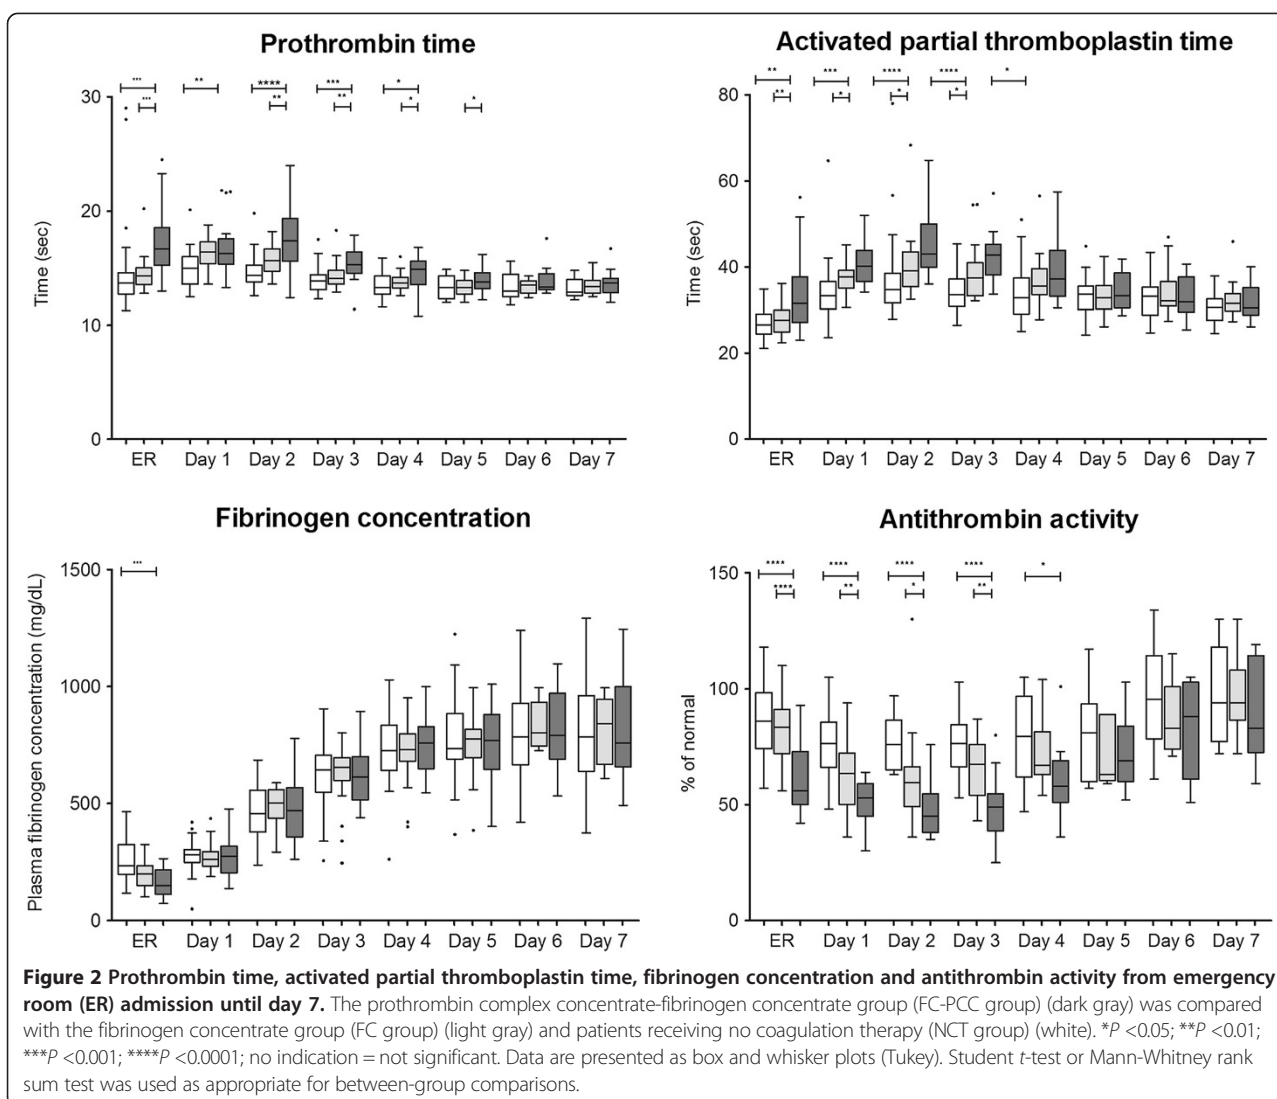 Prothrombin time
*** ** **** *** *
*** ** ** * *
30
20
10
0
Time (sec)
ER Day 1 Day 2 Day 3 Day 4 Day 5 Day 6 Day 7
Activated partial thromboplastin time
** *** **** **** *
** * * *
80
60
40
20
0
Time (sec)
ER Day 1 Day 2 Day 3 Day 4 Day 5 Day 6 Day 7
Fibrinogen concentration
***
1500
1000
500
0
Plasma fibrinogen concentration (mg/dL)
ER Day 1 Day 2 Day 3 Day 4 Day 5 Day 6 Day 7
Antithrombin activity
**** **** **** **** *
**** ** * **
150
100
50
0
% of normal
ER Day 1 Day 2 Day 3 Day 4 Day 5 Day 6 Day 7
Figure 2 Prothrombin time, activated partial thromboplastin time, fibrinogen concentration and antithrombin activity from emergency
room (ER) admission until day 7. The prothrombin complex concentrate-fibrinogen concentrate group (FC-PCC group) (dark gray) was compared
with the fibrinogen concentrate group (FC group) (light gray) and patients receiving no coagulation therapy (NCT group) (white). *P <0.05; **P <0.01;
***P <0.001; ****P <0.0001; no indication = not significant. Data are presented as box and whisker plots (Tukey). Student t-test or Mann-Whitney rank
sum test was used as appropriate for between-group comparisons.